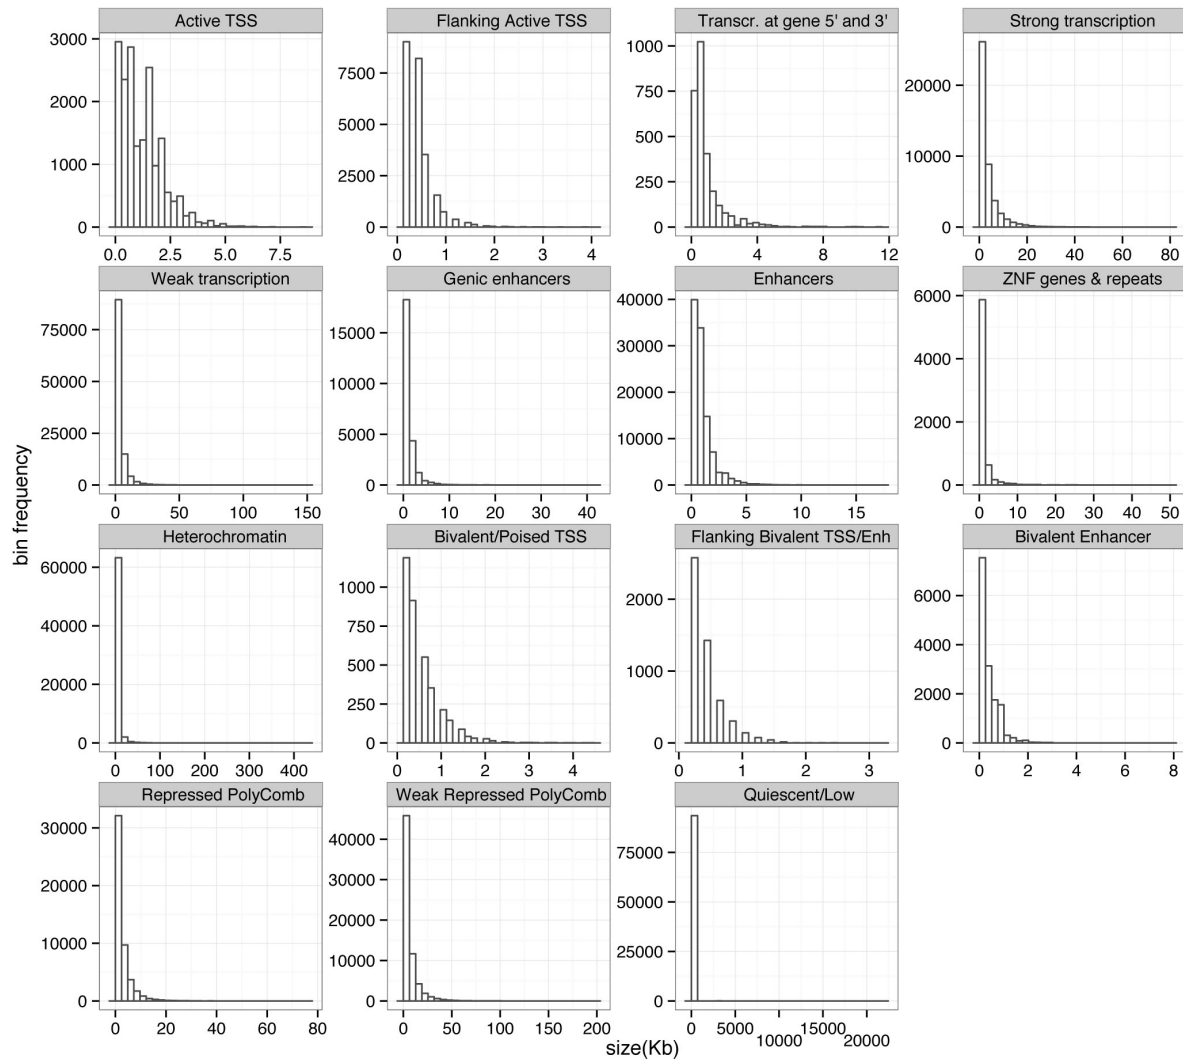 Active TSS
Flanking Active TSS
Transcr. at gene 5' and 3'
Strong transcription
3000
2000
1000
0
7500
5000
2500
0
1000
750
500
250
0
20000
10000
0
0.0 2.5 5.0 7.5
0 1 2 3 4
0 4 8 12
0 20 40 60 80
Weak transcription
Genic enhancers
Enhancers
ZNF genes & repeats
75000
50000
25000
0
15000
10000
5000
0
40000
30000
20000
10000
0
6000
4000
2000
0
0 50 100 150
0 10 20 30 40
0 5 10 15
0 10 20 30 40 50
bin frequency
Heterochromatin
Bivalent/Poised TSS
Flanking Bivalent TSS/Enh
Bivalent Enhancer
60000
40000
20000
0
1000
750
500
250
0
2000
1000
0
6000
4000
2000
0
0 100 200 300 400
0 1 2 3 4
0 1 2 3
0 2 4 6 8
Repressed PolyComb
Weak Repressed PolyComb
Quiescent/Low
30000
20000
10000
0
40000
30000
20000
10000
0
75000
50000
25000
0
0 20 40 60 80
0 50 100 150 200
0 5000 10000 15000 20000
size(Kb)